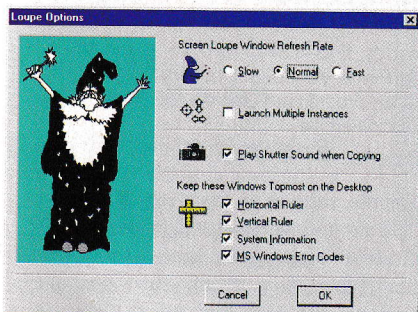 Loupe Options
Screen Loupe Window Refresh Rate
Slow Normal Fast
Launch Multiple Instances
Play Shutter Sound when Copying
Keep these Windows Topmost on the Desktop
Horizontal Ruler
Vertical Ruler
System Information
MS Windows Error Codes
Cancel OK